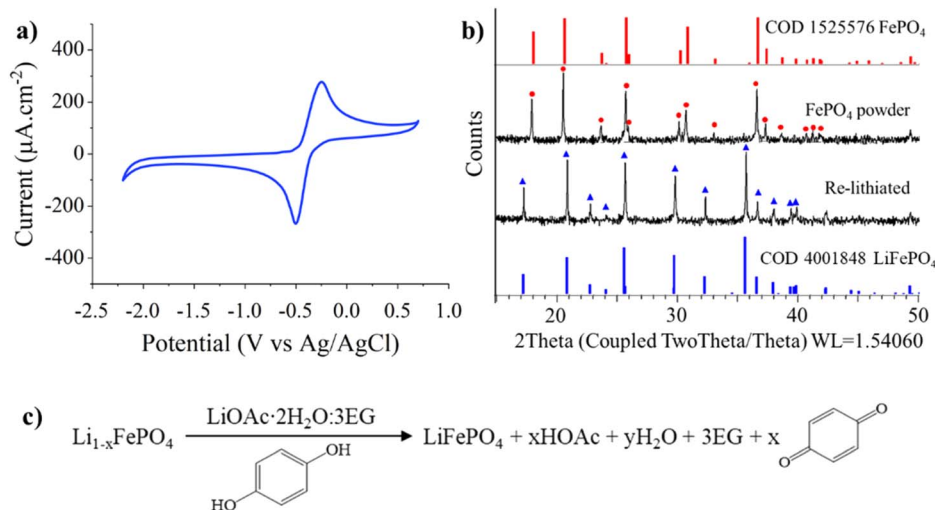 a)
400
200
0
-200
-400
Current (µA.cm⁻²)
-2.5 -2.0 -1.5 -1.0 -0.5 0.0 0.5 1.0
Potential (V vs Ag/AgCl)
b)
Counts
COD 1525576 FePO₄
FePO₄ powder
Re-lithiated
COD 4001848 LiFePO₄
20 30 40 50
2Theta (Coupled TwoTheta/Theta) WL=1.54060
c)
LiOAc·2H₂O:3EG
Li₁₋ₓFePO₄ LiFePO₄ + xHOAc + yH₂O + 3EG + x
OH
HO
O
O